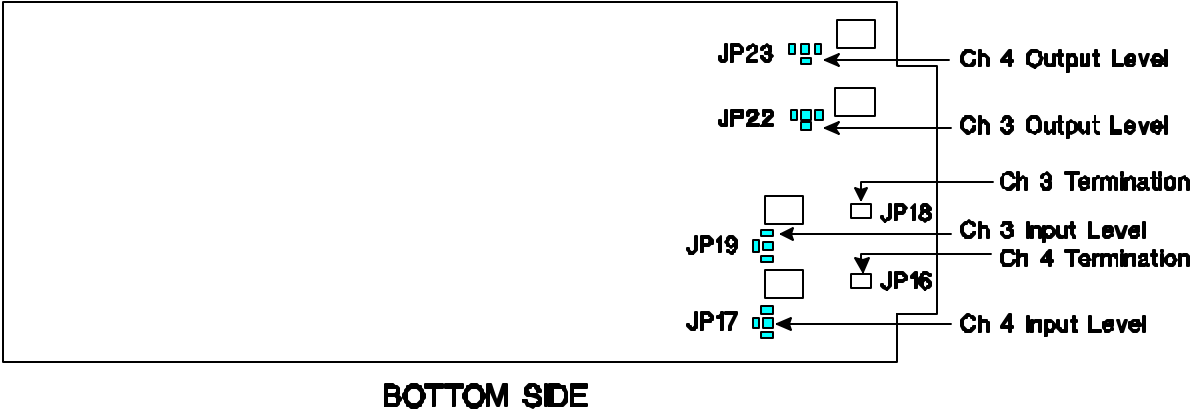 JP23
Ch 4 Output Level
JP22
Ch 3 Output Level
Ch 3 Termination
JP18
Ch 3 Input Level
JP19
Ch 4 Termination
JP16
JP17
Ch 4 Input Level
BOTTOM SIDE